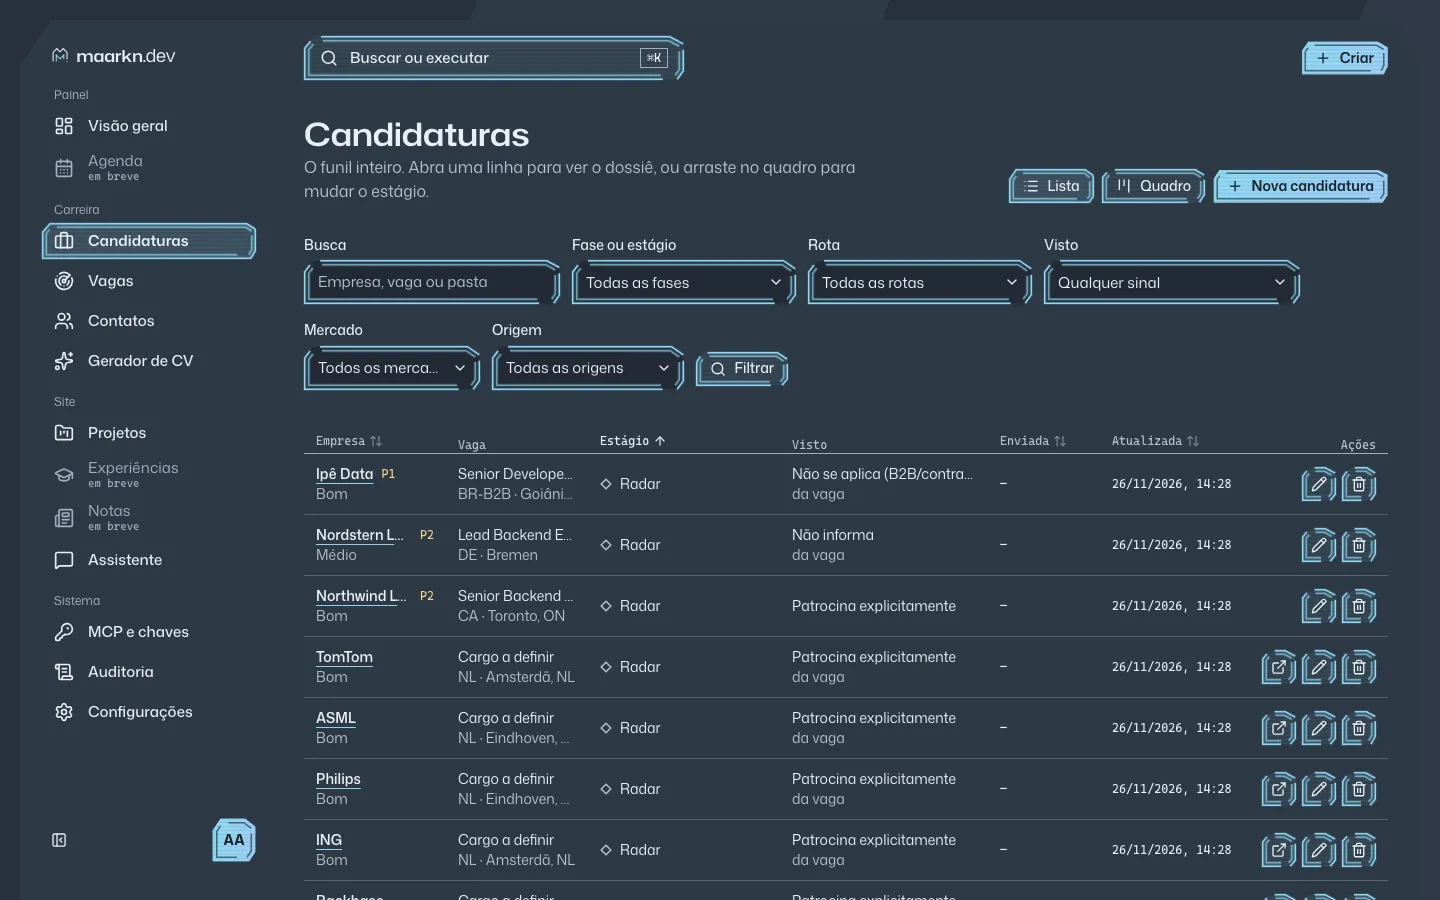 maarkn.dev
Painel
Visão geral
Agenda
em breve
Carreira
Candidaturas
Vagas
Contatos
Gerador de CV
Site
Projetos
Experiências
em breve
Notas
em breve
Assistente
Sistema
MCP e chaves
Auditoria
Configurações
AA
Buscar ou executar
⌘K
+ Criar
Candidaturas
O funil inteiro. Abra uma linha para ver o dossiê, ou arraste no quadro para
mudar o estágio.
Lista
Quadro
+ Nova candidatura
Busca
Fase ou estágio
Rota
Visto
Empresa, vaga ou pasta
Todas as fases
Todas as rotas
Qualquer sinal
Mercado
Origem
Todos os merca...
Todas as origens
Filtrar
Empresa ↑↓ Vaga Estágio ↑ Visto Enviada ↑↓ Atualizada ↑↓ Ações
Ipê Data P1 Senior Develope... Radar Não se aplica (B2B/contra... – 26/11/2026, 14:28
Bom BR-B2B · Goiâni... da vaga
Nordstern L... P2 Lead Backend E... Radar Não informa – 26/11/2026, 14:28
Médio DE · Bremen da vaga
Northwind L... P2 Senior Backend ... Radar Patrocina explicitamente – 26/11/2026, 14:28
Bom CA · Toronto, ON
TomTom Cargo a definir Radar Patrocina explicitamente – 26/11/2026, 14:28
Bom NL · Amsterdã, NL da vaga
ASML Cargo a definir Radar Patrocina explicitamente – 26/11/2026, 14:28
Bom NL · Eindhoven, ... da vaga
Philips Cargo a definir Radar Patrocina explicitamente – 26/11/2026, 14:28
Bom NL · Eindhoven, ... da vaga
ING Cargo a definir Radar Patrocina explicitamente – 26/11/2026, 14:28
Bom NL · Amsterdã, NL da vaga
Cargo a definir Patrocina explicitamente